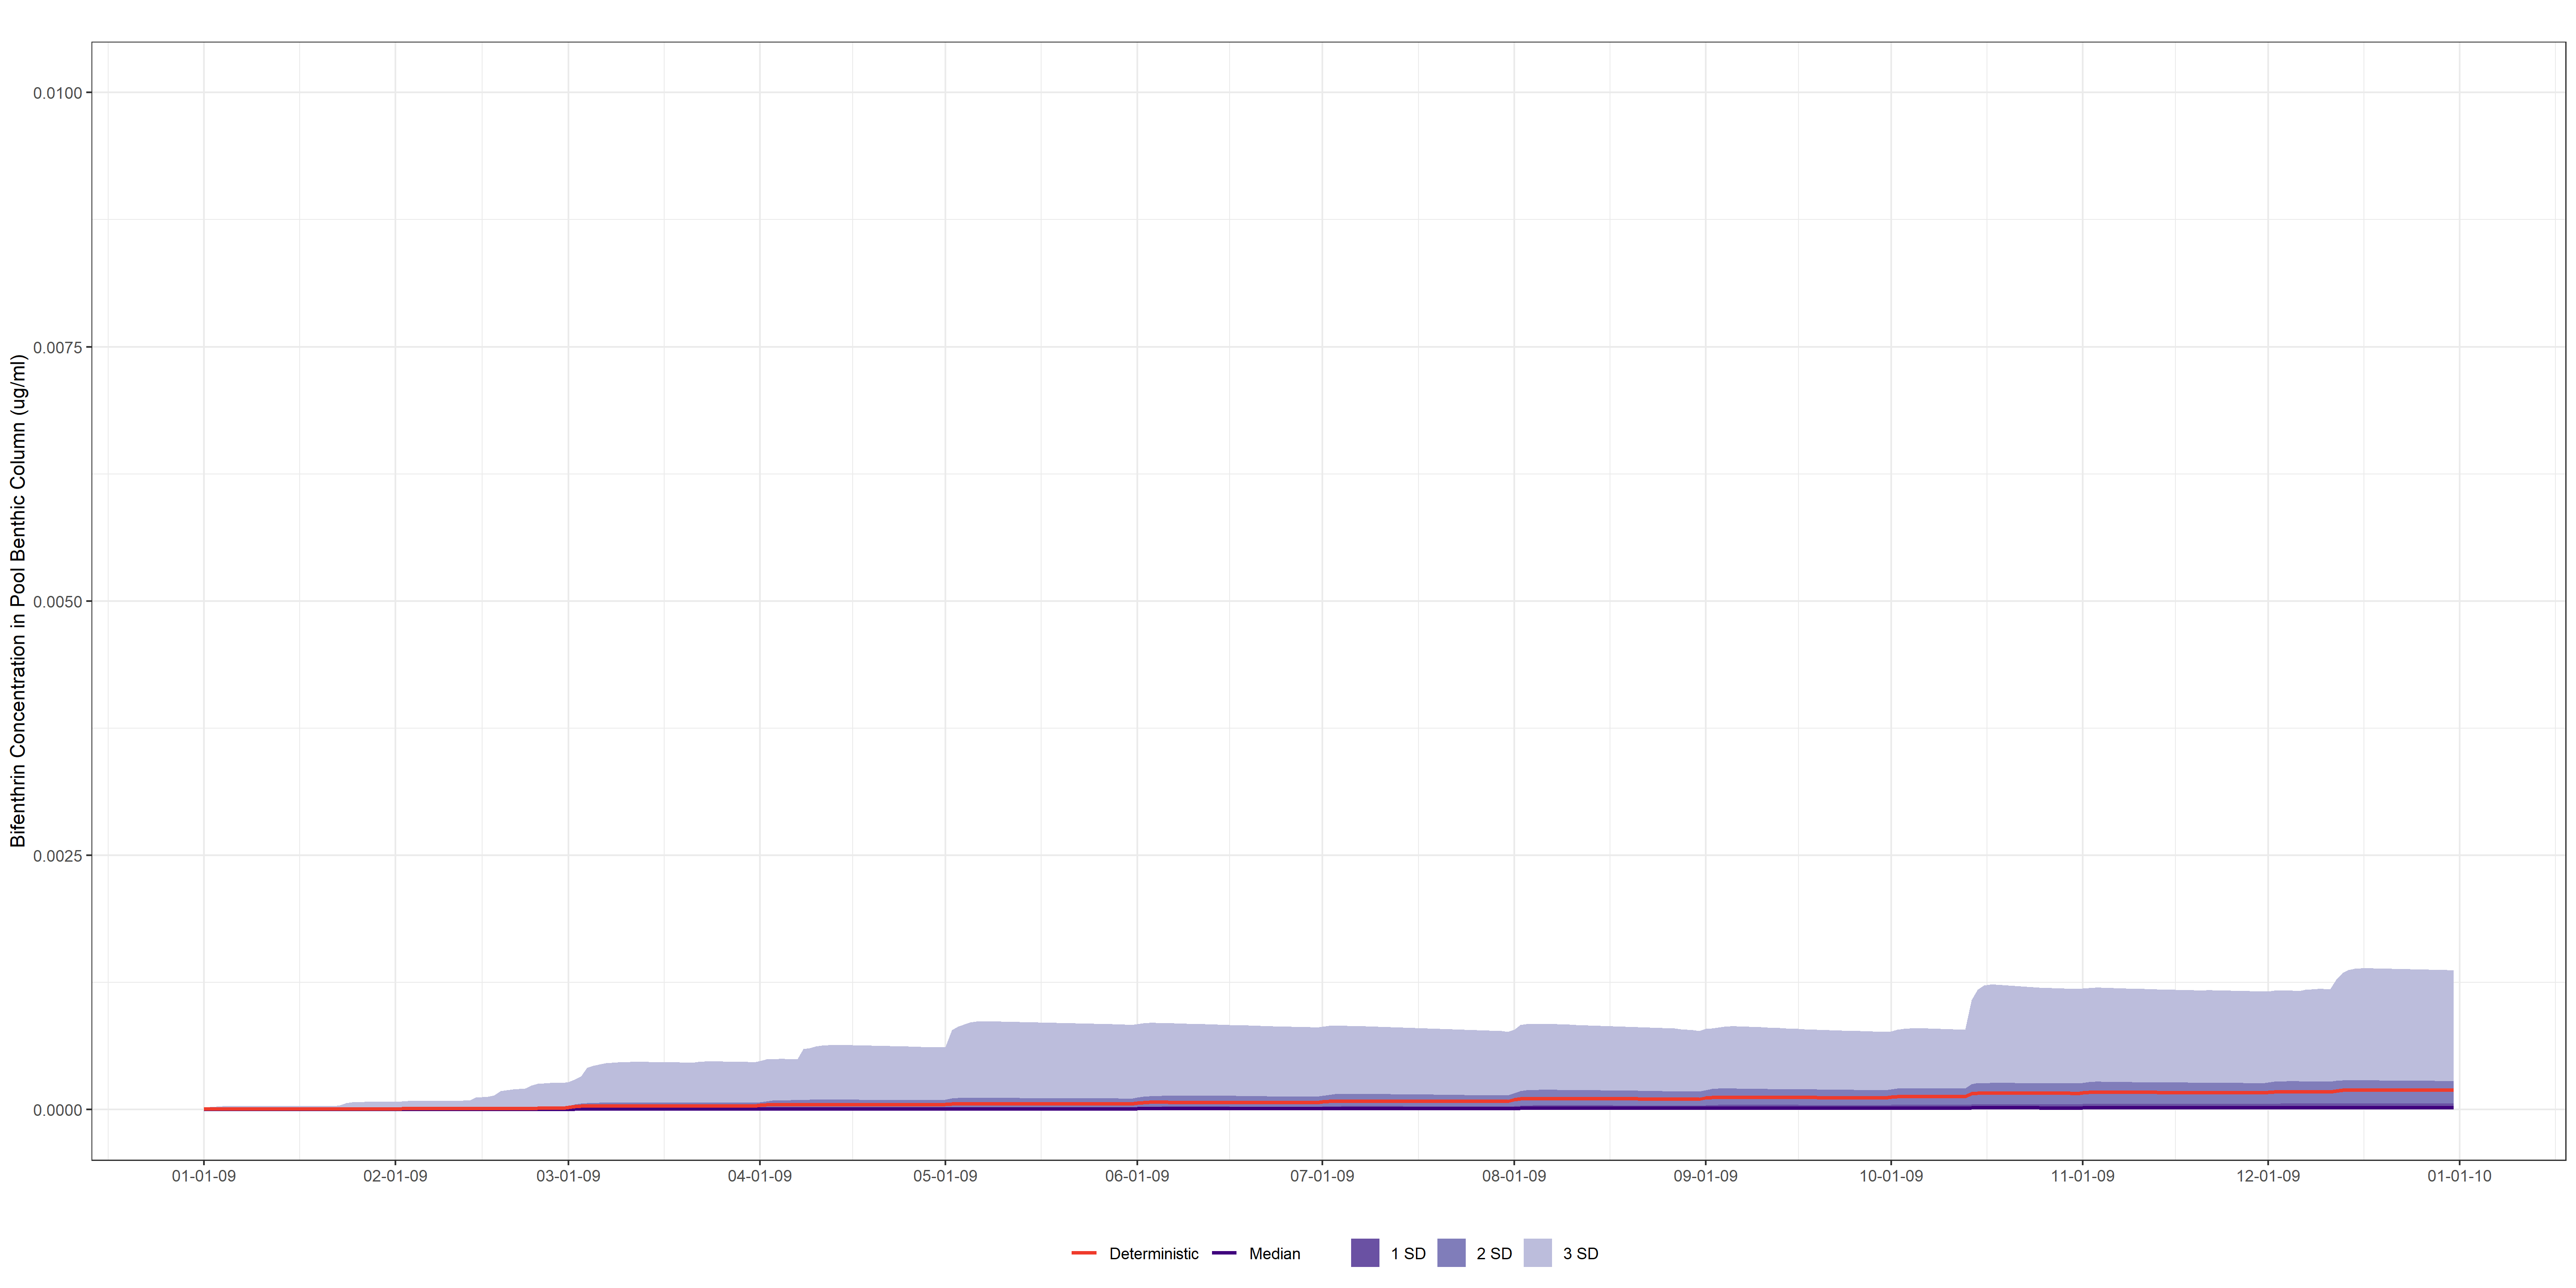 Bifenthrin Concentration in Pool Benthic Column (ug/ml)
0.0100
0.0075
0.0050
0.0025
0.0000
01-01-09 02-01-09 03-01-09 04-01-09 05-01-09 06-01-09 07-01-09 08-01-09 09-01-09 10-01-09 11-01-09 12-01-09 01-01-10
Deterministic Median 1 SD 2 SD 3 SD